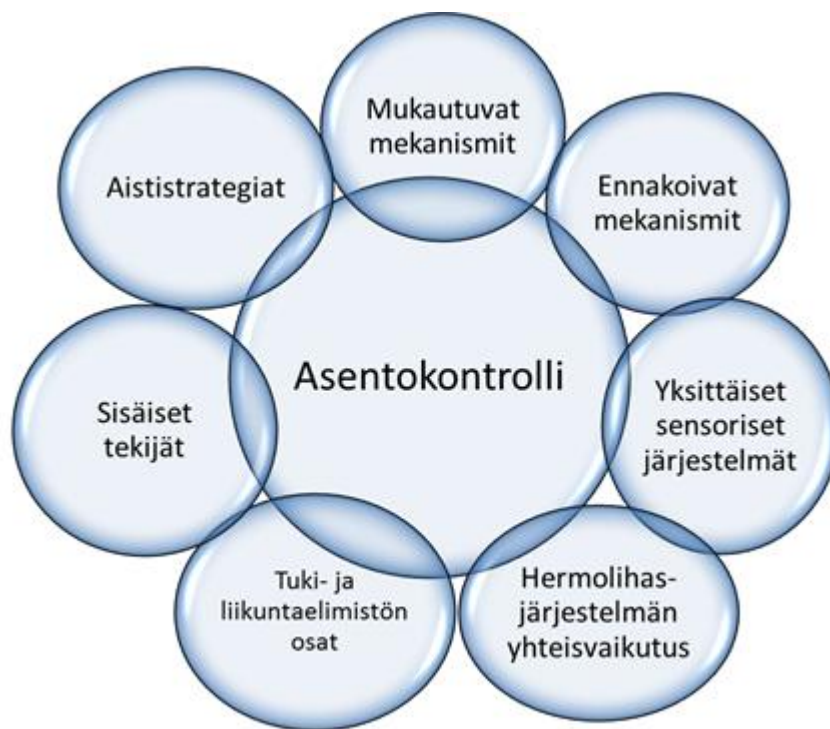 Mukautuvat
mekanismit
Aististrategiat
Ennakoivat
mekanismit
Asentokontrolli
Sisäiset
tekijät
Yksittäiset
sensoriset
järjestelmät
Tuki- ja
liikuntaelimistön
osat
Hermolihas-
järjestelmän
yhteisvaikutus